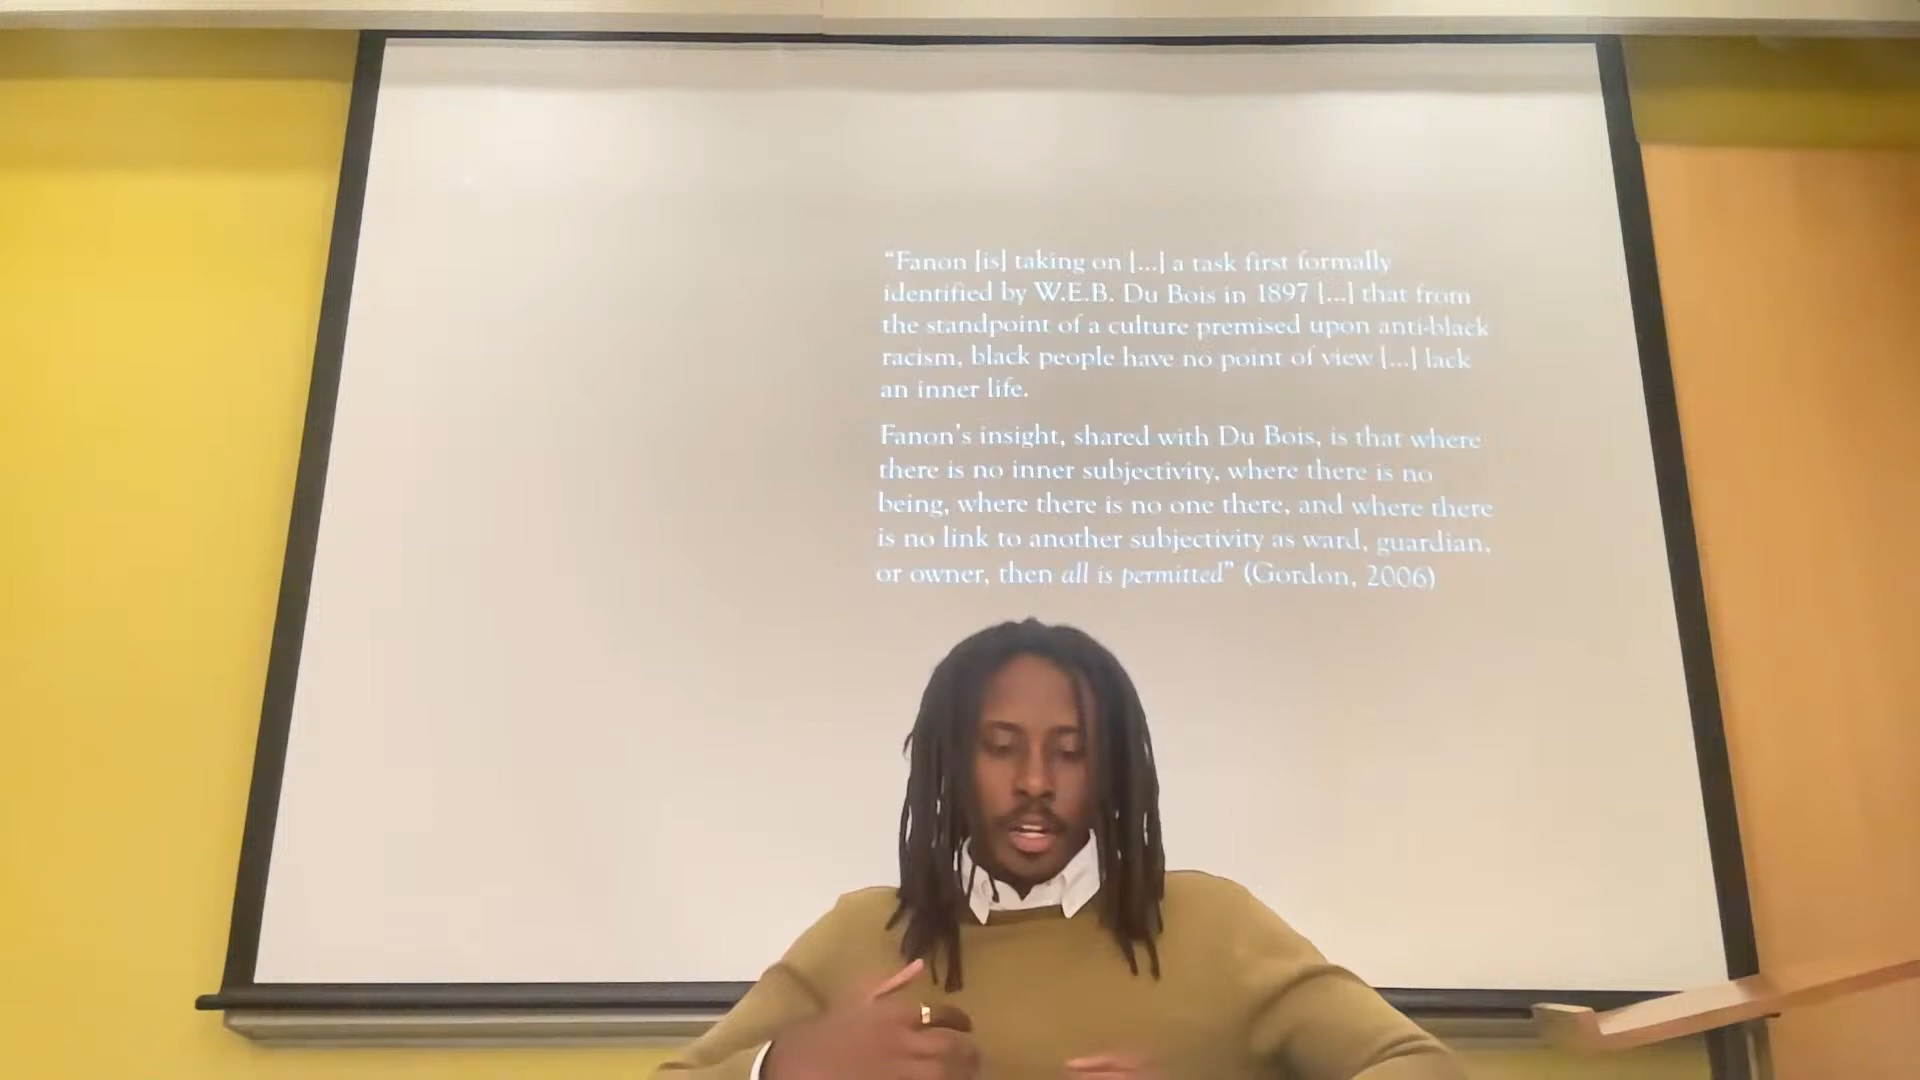 “Fanon [is] taking on [...] a task first formally
identified by W.E.B. Du Bois in 1897 [...] that from
the standpoint of a culture premised upon anti-black
racism, black people have no point of view [...] lack
an inner life.
Fanon’s insight, shared with Du Bois, is that where
there is no inner subjectivity, where there is no
being, where there is no one there, and where there
is no link to another subjectivity as ward, guardian,
or owner, then all is permitted” (Gordon, 2006)